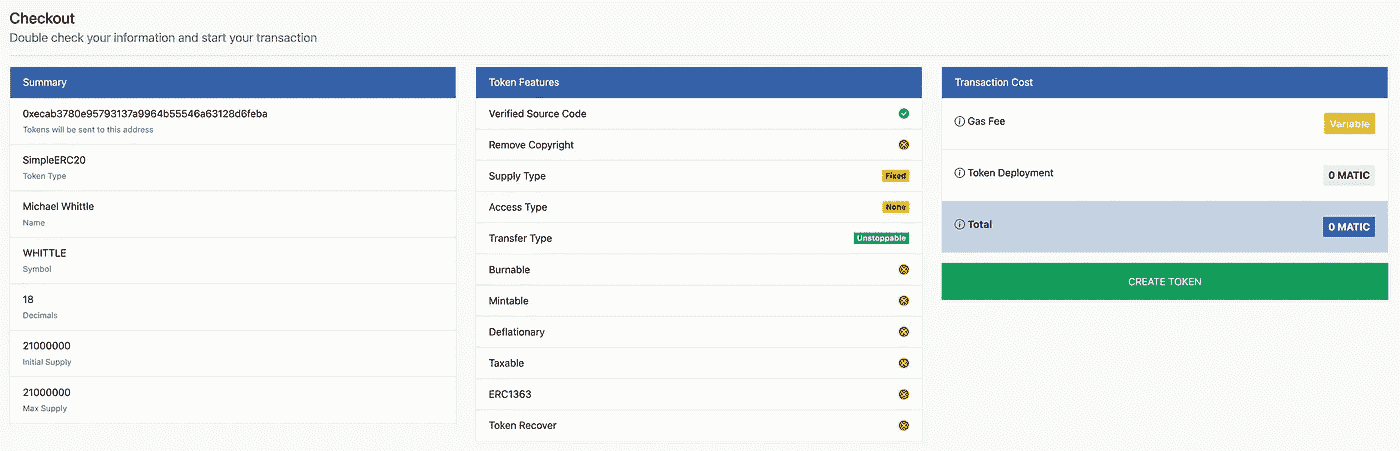 Checkout
Double check your information and start your transaction
Summary
0xecab3780e95793137a9964b55546a63128d6feba
Tokens will be sent to this address
SimpleERC20
Token Type
Michael Whittle
Name
WHITTLE
Symbol
18
Decimals
21000000
Initial Supply
21000000
Max Supply
Token Features
Verified Source Code
Remove Copyright
Supply Type Fixed
Access Type None
Transfer Type Unstoppable
Burnable
Mintable
Deflationary
Taxable
ERC1363
Token Recover
Transaction Cost
Gas Fee Variable
Token Deployment 0 MATIC
Total 0 MATIC
CREATE TOKEN